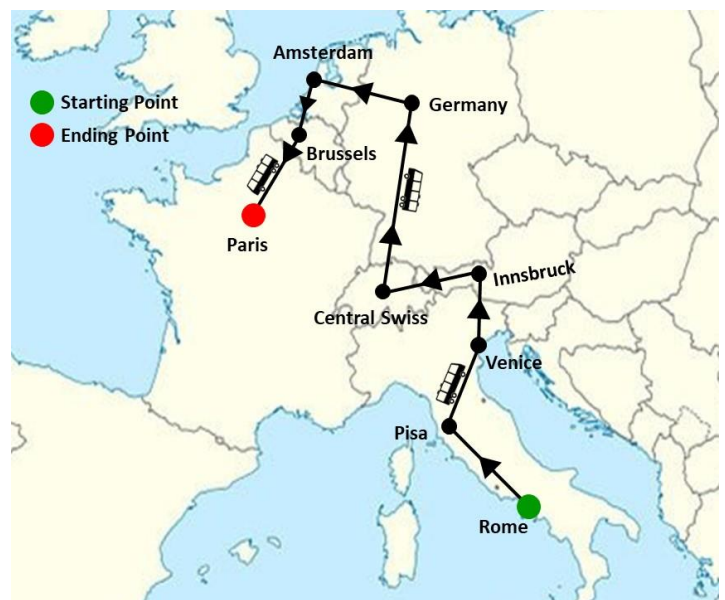 Amsterdam
Starting Point
Germany
Ending Point
Brussels
Paris
Innsbruck
Central Swiss
Venice
Pisa
Rome